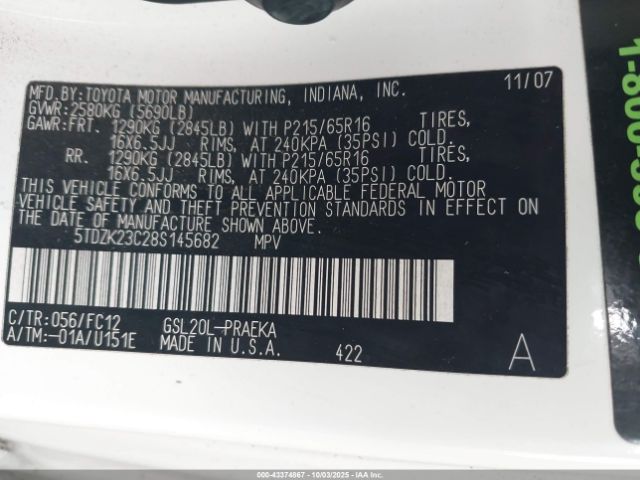 MFD. BY: TOYOTA MOTOR MANUFACTURING, INDIANA, INC. 11/07
GVWR: 2580KG (5690LB)
GAWR: FRT. 1290KG (2845LB) WITH P215/65R16 TIRES,
16X6.5JJ RIMS, AT 240KPA (35PSI) COLD.
RR. 1290KG (2845LB) WITH P215/65R16 TIRES,
16X6.5JJ RIMS, AT 240KPA (35PSI) COLD.
THIS VEHICLE CONFORMS TO ALL APPLICABLE FEDERAL MOTOR
VEHICLE SAFETY AND THEFT PREVENTION STANDARDS IN EFFECT ON
THE DATE OF MANUFACTURE SHOWN ABOVE.
5TDZK23C28S145682 MPV
C/TR: 056/FC12 GSL20L-PRAEKA
A/TM: -01A/U151E MADE IN U.S.A. 422 A
000-43374867 10/03/2025 IAA Inc.